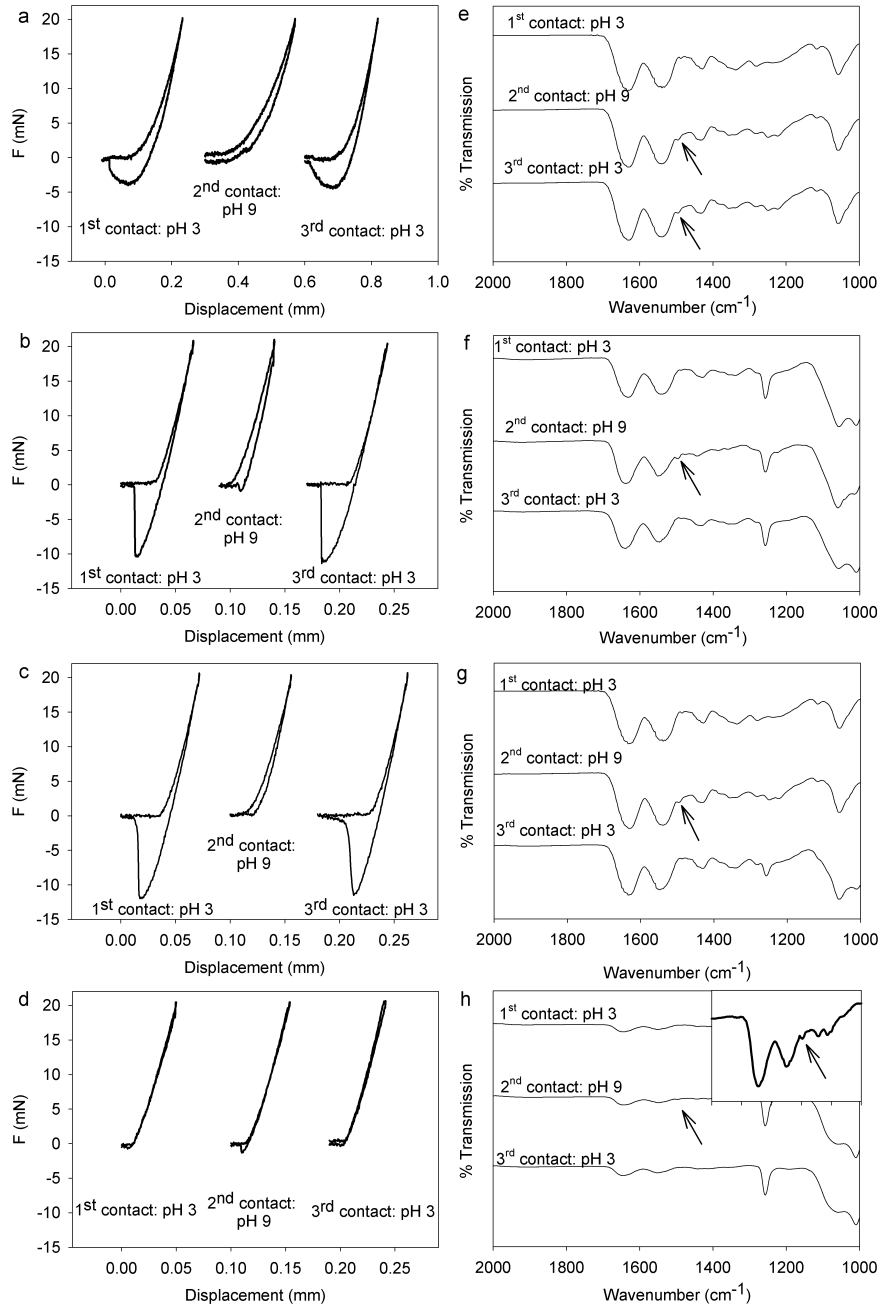 a
20
15
10
5
0
-5
-10
-15
F (mN)
1st contact: pH 3
2nd contact:
pH 9
3rd contact: pH 3
0.0 0.2 0.4 0.6 0.8 1.0
Displacement (mm)
e
1st contact: pH 3
2nd contact: pH 9
3rd contact: pH 3
% Transmission
2000 1800 1600 1400 1200 1000
Wavenumber (cm-1)
b
20
15
10
5
0
-5
-10
-15
F (mN)
1st contact: pH 3
2nd contact:
pH 9
3rd contact: pH 3
0.00 0.05 0.10 0.15 0.20 0.25
Displacement (mm)
f
1st contact: pH 3
2nd contact: pH 9
3rd contact: pH 3
% Transmission
2000 1800 1600 1400 1200 1000
Wavenumber (cm-1)
c
20
15
10
5
0
-5
-10
-15
F (mN)
1st contact: pH 3
2nd contact:
pH 9
3rd contact: pH 3
0.00 0.05 0.10 0.15 0.20 0.25
Displacement (mm)
g
1st contact: pH 3
2nd contact: pH 9
3rd contact: pH 3
% Transmission
2000 1800 1600 1400 1200 1000
Wavenumber (cm-1)
d
20
15
10
5
0
-5
-10
-15
F (mN)
1st contact: pH 3
2nd contact:
pH 9
3rd contact: pH 3
0.00 0.05 0.10 0.15 0.20 0.25
Displacement (mm)
h
1st contact: pH 3
2nd contact: pH 9
3rd contact: pH 3
% Transmission
2000 1800 1600 1400 1200 1000
Wavenumber (cm-1)